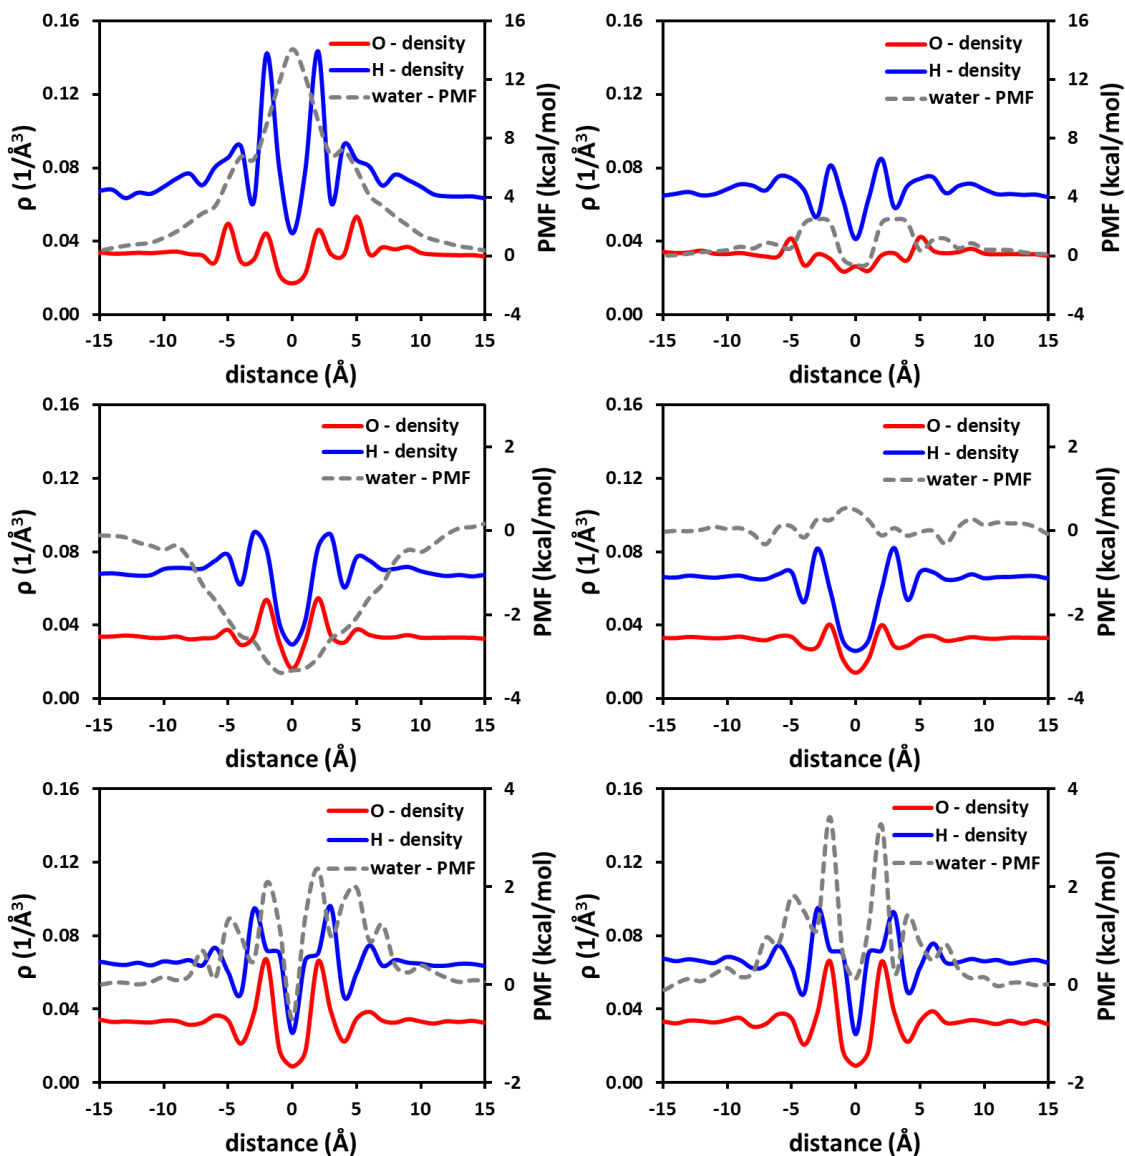 0.16 16 0.16 16
O - density O - density
H - density 12 H - density 12
0.12 water - PMF 0.12 water - PMF
ρ (1/Å³) 0.08 8 PMF (kcal/mol) ρ (1/Å³) 0.08 8 PMF (kcal/mol)
4 4
0.04 0 0.04 0
0.00 -4 0.00 -4
-15 -10 -5 0 5 10 15 -15 -10 -5 0 5 10 15
distance (Å) distance (Å)
0.16 0.16
O - density 2 O - density 2
0.12 H - density 0.12 H - density
water - PMF water - PMF
ρ (1/Å³) 0.08 0 PMF (kcal/mol) ρ (1/Å³) 0.08 0 PMF (kcal/mol)
0.04 -2 0.04 -2
0.00 -4 0.00 -4
-15 -10 -5 0 5 10 15 -15 -10 -5 0 5 10 15
distance (Å) distance (Å)
0.16 4 0.16 4
O - density O - density
H - density H - density
0.12 water - PMF 2 0.12 water - PMF 2
ρ (1/Å³) 0.08 PMF (kcal/mol) ρ (1/Å³) 0.08 PMF (kcal/mol)
0.04 0 0.04 0
0.00 -2 0.00 -2
-15 -10 -5 0 5 10 15 -15 -10 -5 0 5 10 15
distance (Å) distance (Å)